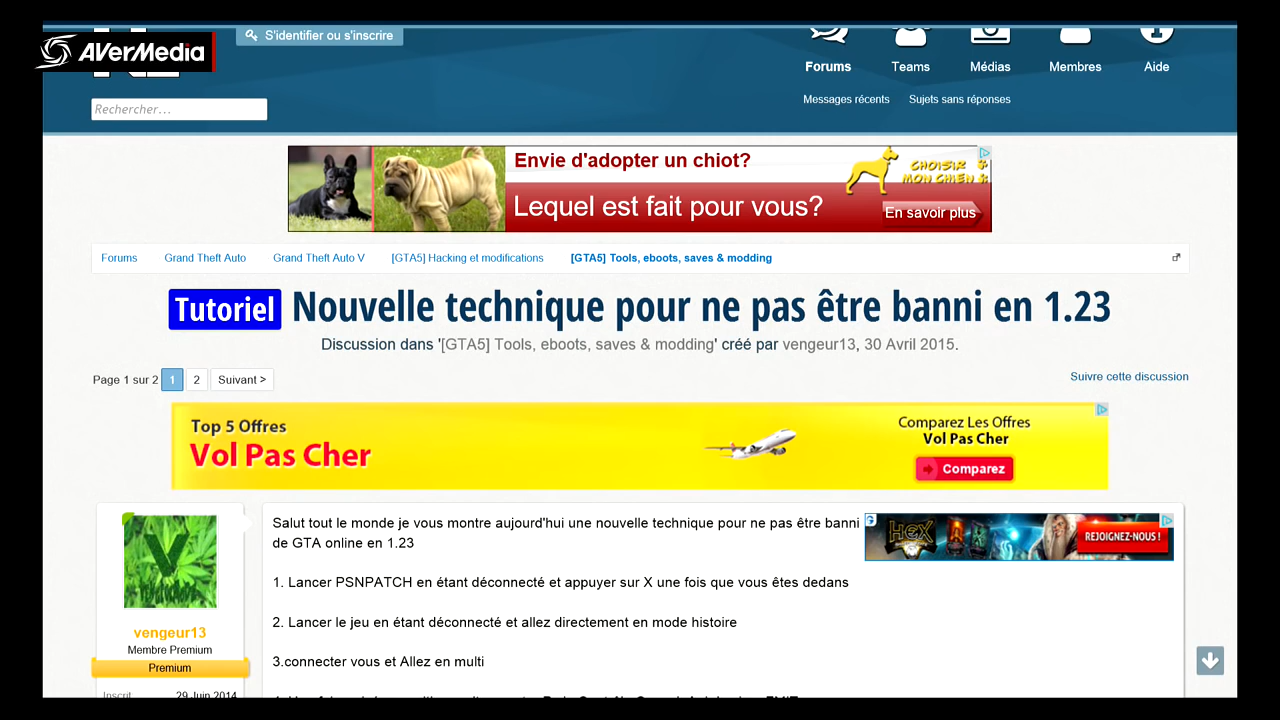 AVerMedia
S'identifier ou s'inscrire
Forums
Teams
Médias
Membres
Aide
Rechercher...
Messages récents
Sujets sans réponses
Envie d'adopter un chiot?
CHOISIR
MON CHIEN
Lequel est fait pour vous?
En savoir plus
Forums
Grand Theft Auto
Grand Theft Auto V
[GTA5] Hacking et modifications
[GTA5] Tools, eboots, saves & modding
Tutoriel Nouvelle technique pour ne pas être banni en 1.23
Discussion dans '[GTA5] Tools, eboots, saves & modding' créé par vengeur13, 30 Avril 2015.
Page 1 sur 2 1 2 Suivant >
Suivre cette discussion
Top 5 Offres
Vol Pas Cher
Comparez Les Offres
Vol Pas Cher
Comparez
Salut tout le monde je vous montre aujourd'hui une nouvelle technique pour ne pas être banni
de GTA online en 1.23
HEX
REJOIGNEZ-NOUS !
1. Lancer PSNPATCH en étant déconnecté et appuyer sur X une fois que vous êtes dedans
2. Lancer le jeu en étant déconnecté et allez directement en mode histoire
3.connecter vous et Allez en multi
V
vengeur13
Membre Premium
Premium
Inscrit
29 Juin 2014